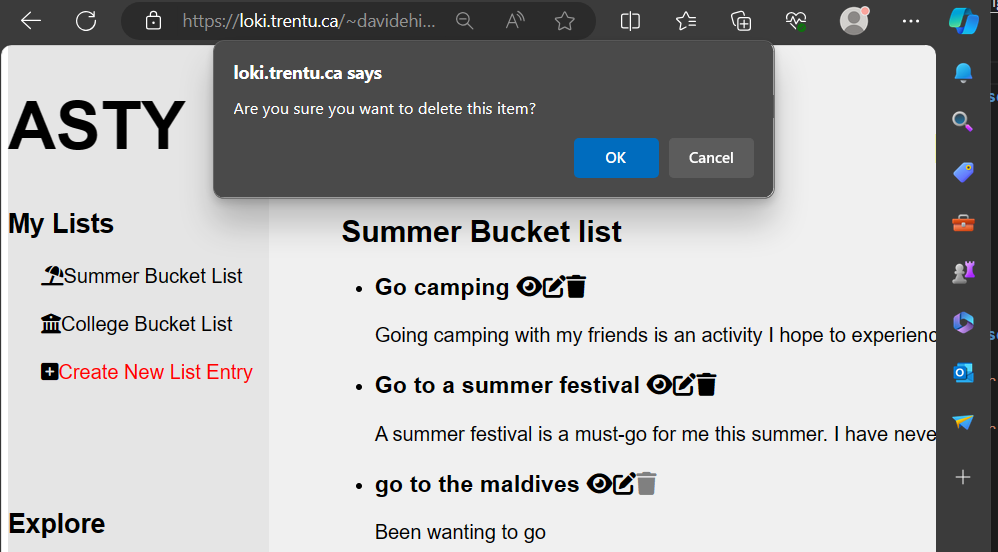 https://loki.trentu.ca/~davidehi...
loki.trentu.ca says
Are you sure you want to delete this item?
OK
Cancel
ASTY
My Lists
Summer Bucket List
College Bucket List
Create New List Entry
Explore
Summer Bucket list
Go camping
Going camping with my friends is an activity I hope to experienc
Go to a summer festival
A summer festival is a must-go for me this summer. I have neve
go to the maldives
Been wanting to go